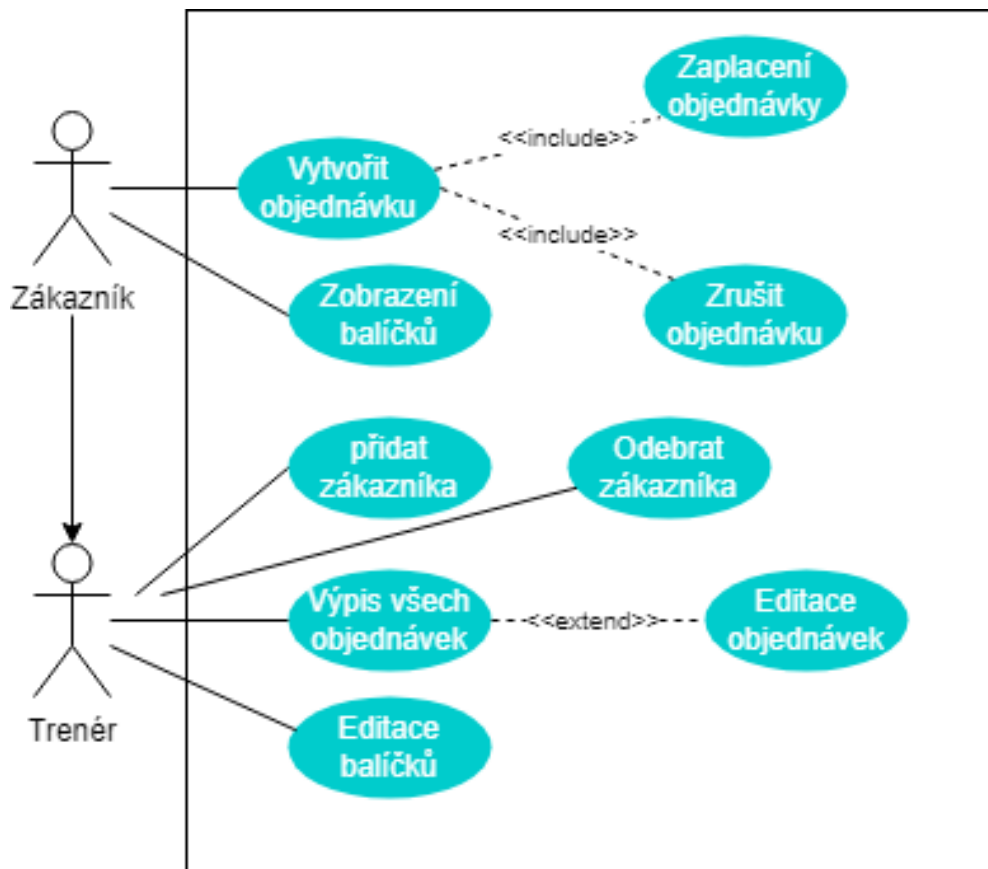 Zaplacení
objednávky
<<include>>
Vytvořit
objednávku
<<include>>
Zákazník
Zobrazení
balíčků
Zrušit
objednávku
přidat
zákazníka
Odebrat
zákazníka
Výpis všech
objednávek
<<extend>>
Editace
objednávek
Trenér
Editace
balíčků